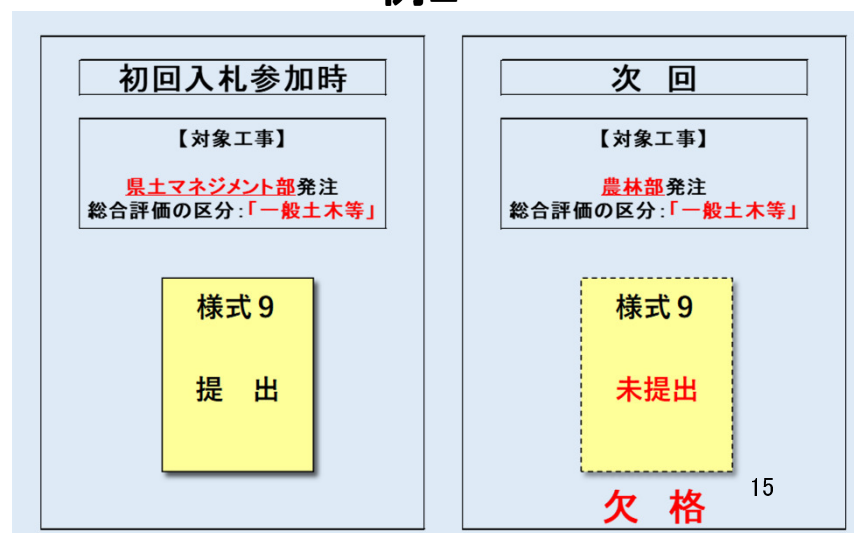 初回入札参加時
【対象工事】
県土マネジメント部発注
総合評価の区分:「一般土木等」
様式9
提 出
次 回
【対象工事】
農林部発注
総合評価の区分:「一般土木等」
様式9
未提出
欠 格
15